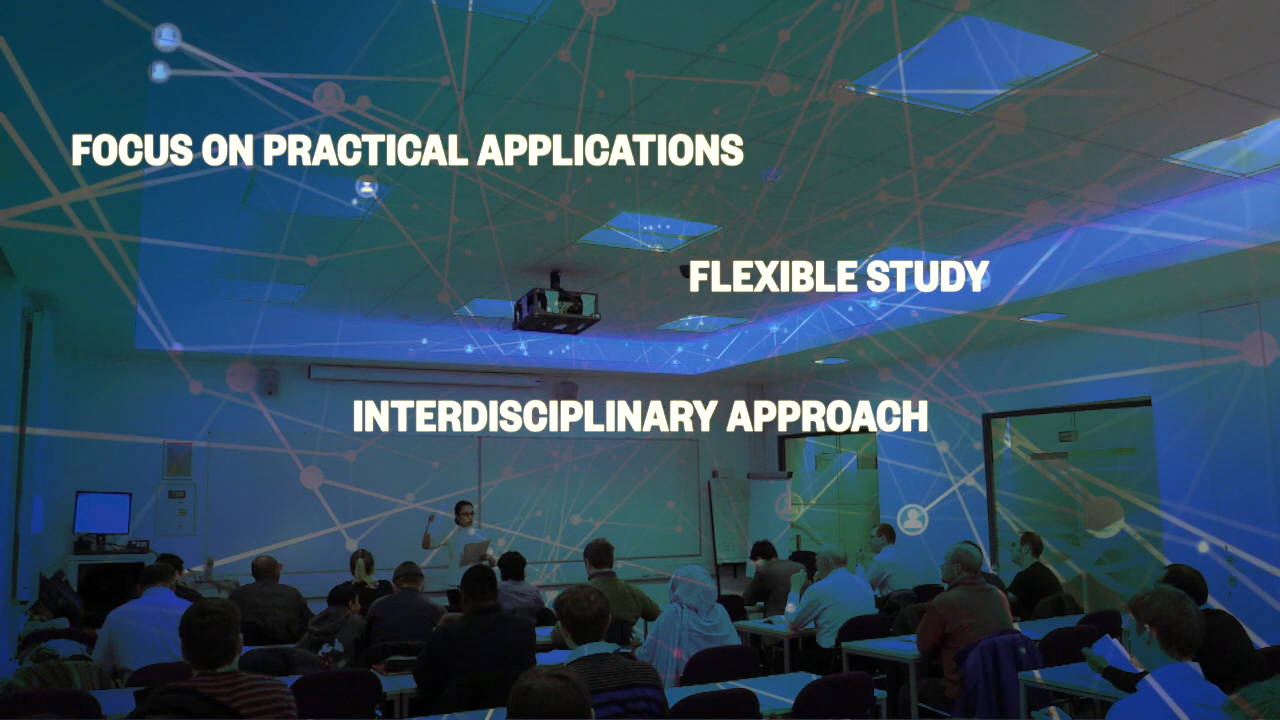 FOCUS ON PRACTICAL APPLICATIONS
FLEXIBLE STUDY
INTERDISCIPLINARY APPROACH